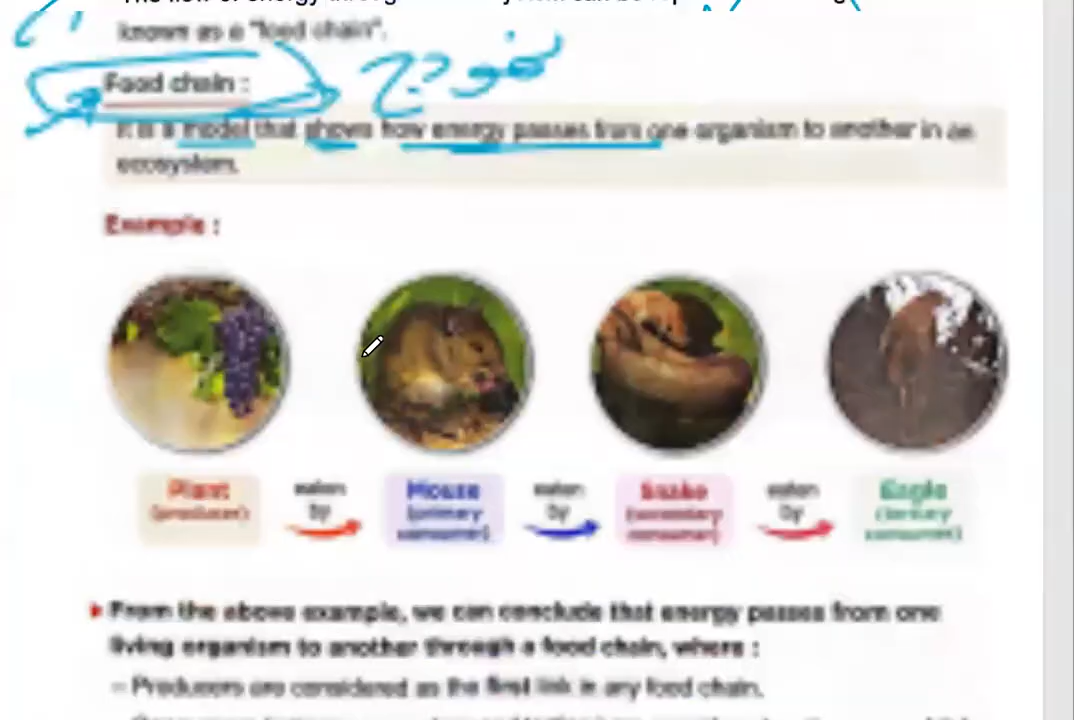 known as a "food chain".
Food chain :
It is a model that shows how energy passes from one organism to another in an
ecosystem.
Example :
Plant
(producer)
eaten
by
Mouse
(primary
consumer)
eaten
by
Snake
(secondary
consumer)
eaten
by
Eagle
(tertiary
consumer)
From the above example, we can conclude that energy passes from one
living organism to another through a food chain, where :
– Producers are considered as the first link in any food chain.